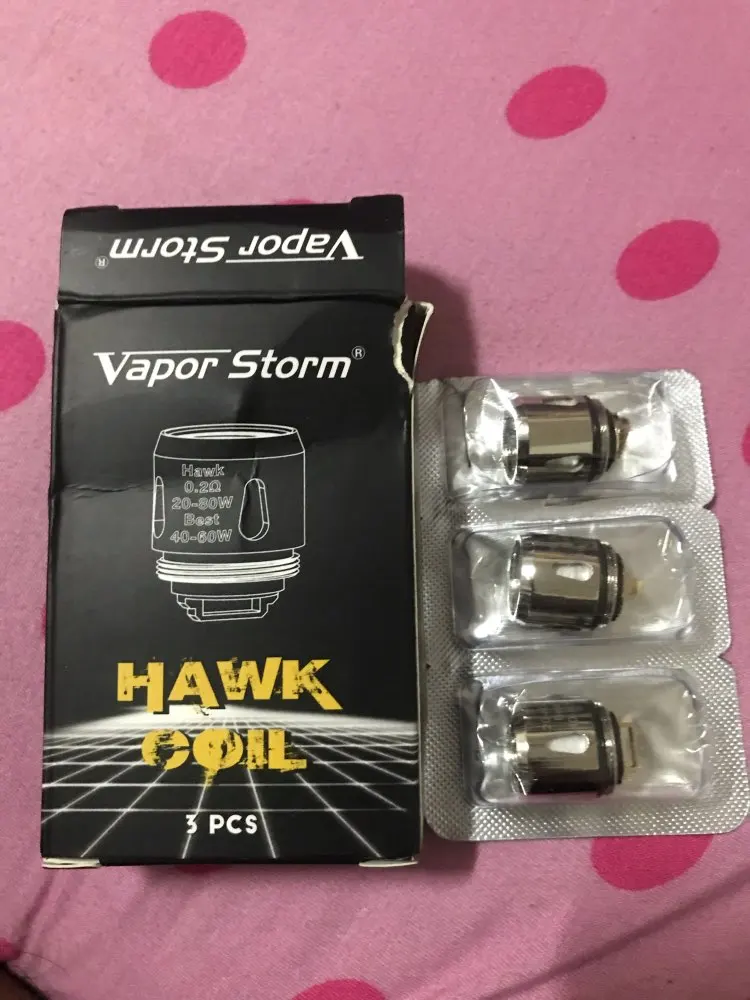 Vapor Storm®
Vapor Storm®
Hawk
0.2Ω
20-80W
Best
40-60W
HAWK
COIL
3 PCS